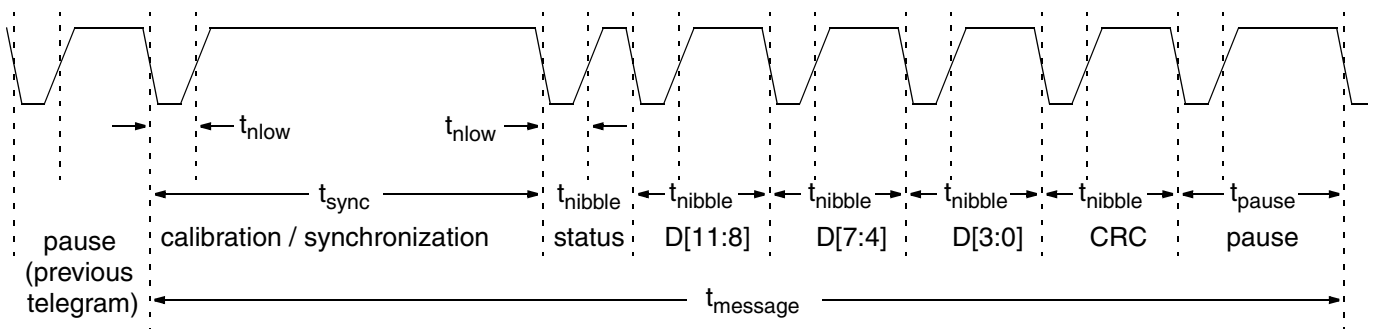 t_nlow t_nlow
t_sync t_nibble t_nibble t_nibble t_nibble t_nibble t_pause
pause calibration / synchronization status D[11:8] D[7:4] D[3:0] CRC pause
(previous
telegram)
t_message